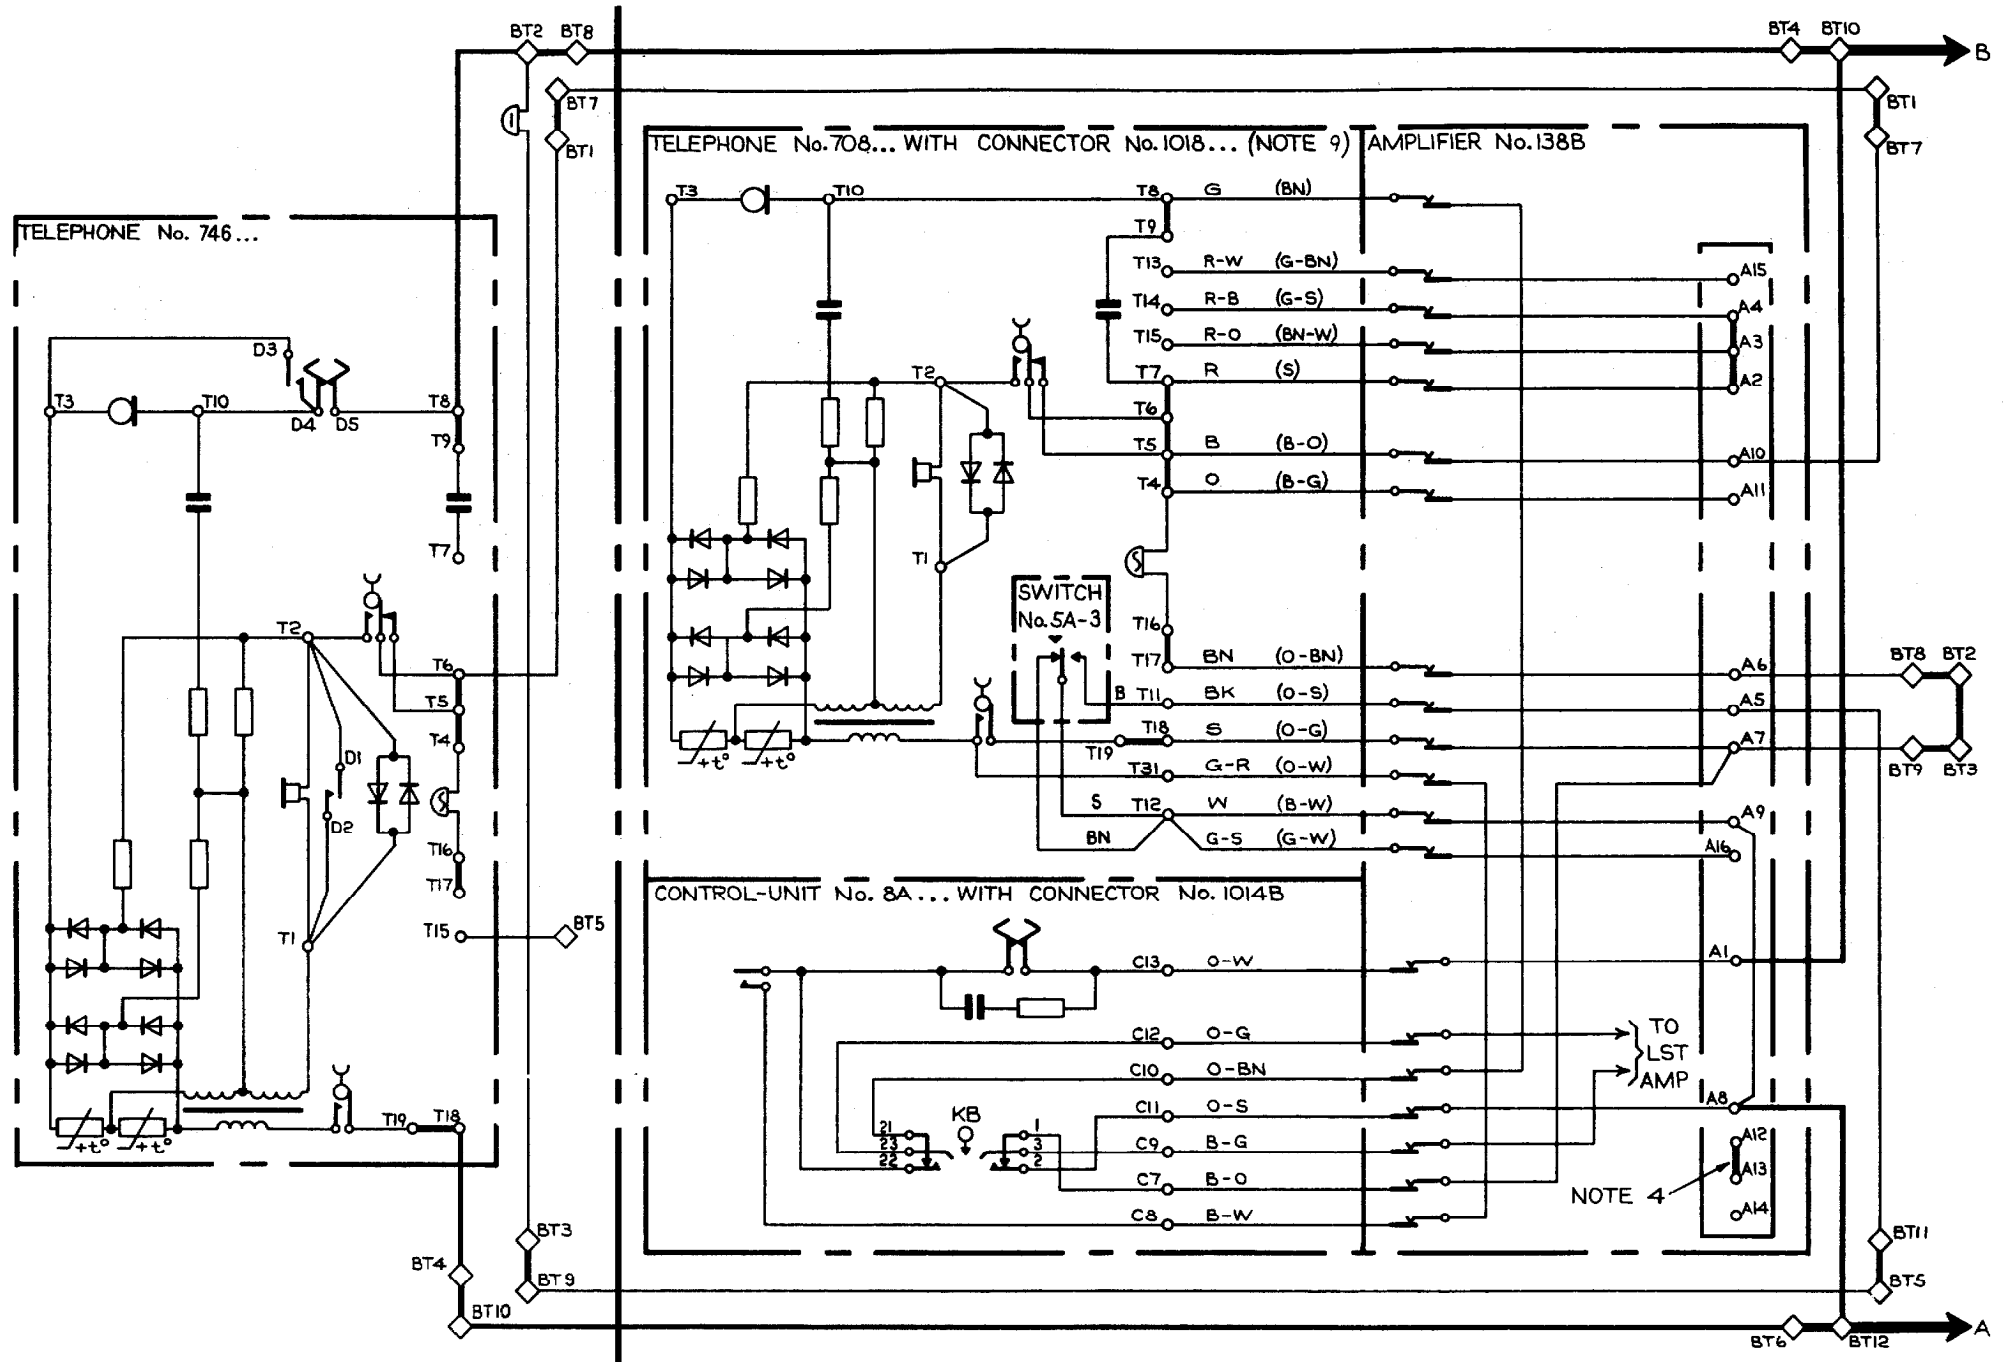 BT2 BT8
BT4 BT10
B
BT7
BT1
BT1
BT7
TELEPHONE No.708... WITH CONNECTOR No.1018... (NOTE 9)
AMPLIFIER No.138B
TELEPHONE No. 746...
T3
T10
T8 G (BN)
T9
T13 R-W (G-BN)
A15
T14 R-B (G-S)
A4
T15 R-O (BN-W)
A3
T7 R (S)
A2
T6
T5 B (B-O)
A10
T4 O (B-G)
A11
T2
T1
SWITCH
No.5A-3
T16
T17 BN (O-BN)
A6
BT8 BT2
B T11 BK (O-S)
A5
T18 S (O-G)
T19
A7
BT9 BT3
+t° +t°
T31 G-R (O-W)
S T12 W (B-W)
A9
BN
G-S (G-W)
A16
D3
T3
T10
D4 D5
T8
T9
T7
T2
T6
T5
T4
D1
D2
T16
T17
T1
T15
BT5
T19 T18
+t° +t°
BT3
BT4
BT9
BT10
CONTROL-UNIT No. 8A... WITH CONNECTOR No. 1014B
C13 O-W
A1
C12 O-G
TO
LST
AMP
C10 O-BN
C11 O-S
A8
KB
21
23
22
1
3
2
C9 B-G
A12
A13
C7 B-O
NOTE 4
A14
C8 B-W
BT11
BT5
BT6 BT12
A